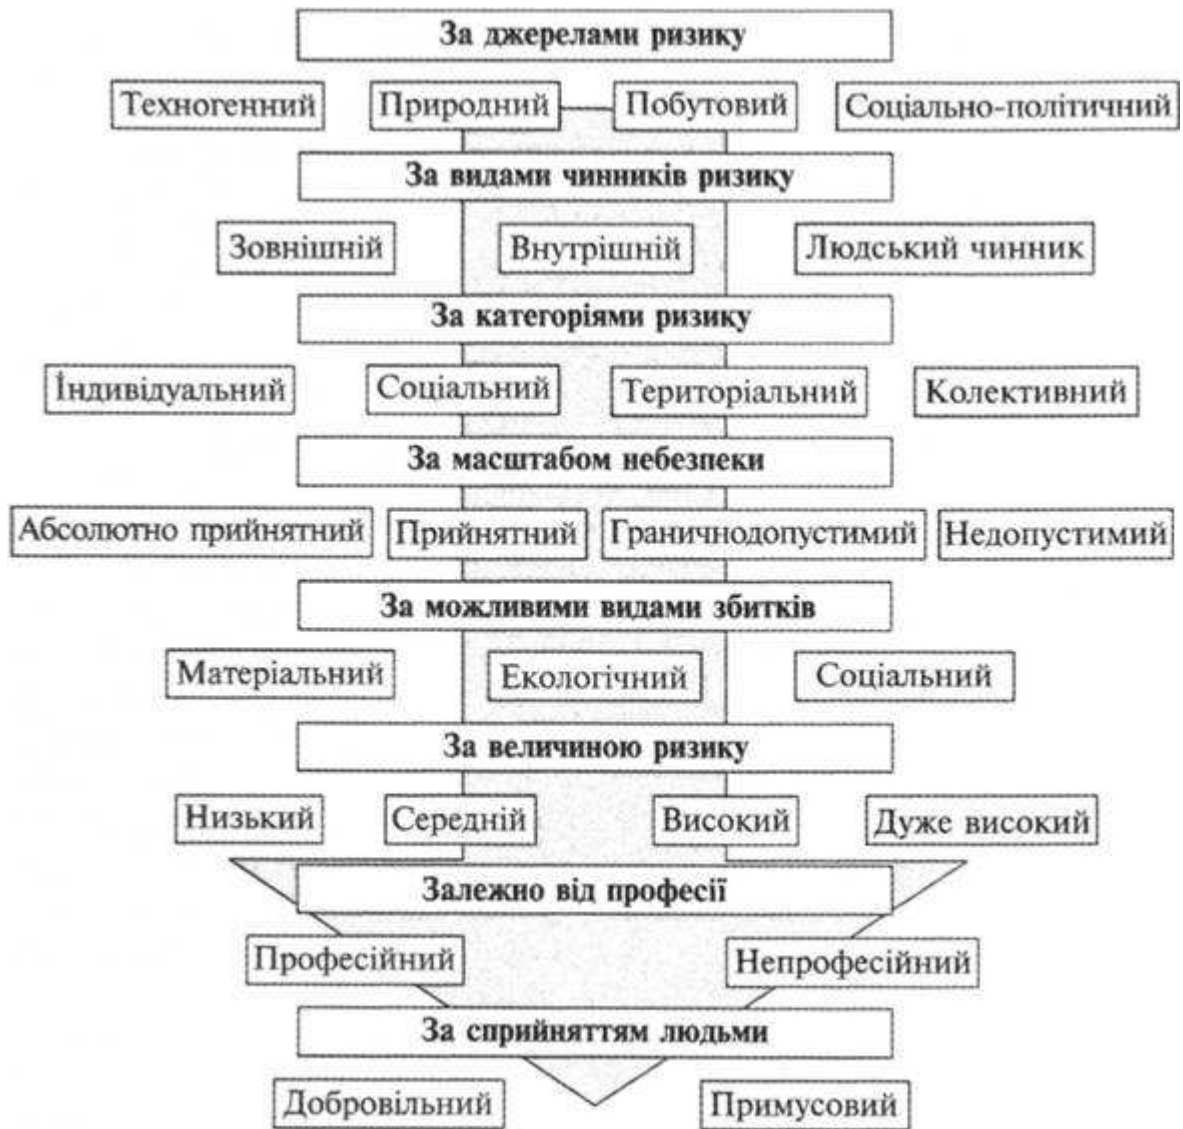 За джерелами ризику
Техногенний Природний Побутовий Соціально-політичний
За видами чинників ризику
Зовнішній Внутрішній Людський чинник
За категоріями ризику
Індивідуальний Соціальний Територіальний Колективний
За масштабом небезпеки
Абсолютно прийнятний Прийнятний Граничнодопустимий Недопустимий
За можливими видами збитків
Матеріальний Екологічний Соціальний
За величиною ризику
Низький Середній Високий Дуже високий
Залежно від професії
Професійний Непрофесійний
За сприйняттям людьми
Добровільний Примусовий